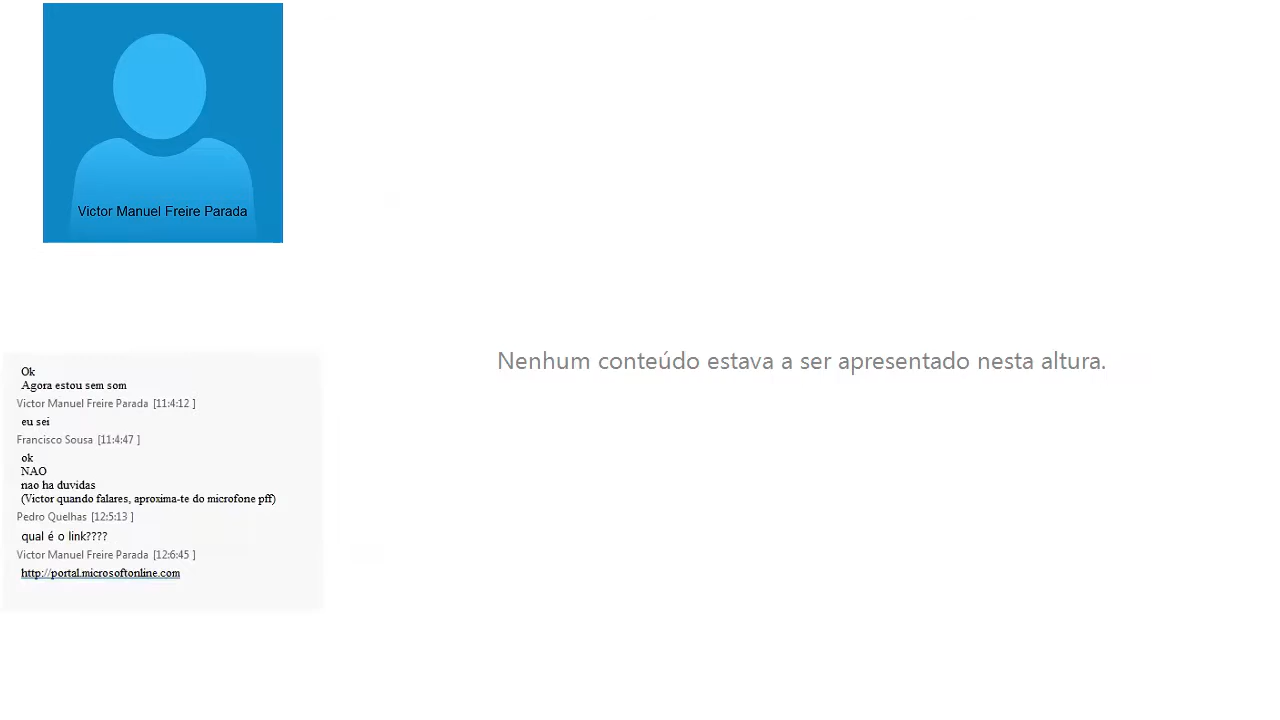 Victor Manuel Freire Parada
Nenhum conteúdo estava a ser apresentado nesta altura.
Ok
Agora estou sem som
Victor Manuel Freire Parada [11:4:12 ]
eu sei
Francisco Sousa [11:4:47 ]
ok
NAO
nao ha duvidas
(Victor quando falares, aproxima-te do microfone pff)
Pedro Quelhas [12:5:13 ]
qual é o link????
Victor Manuel Freire Parada [12:6:45 ]
http://portal.microsoftonline.com